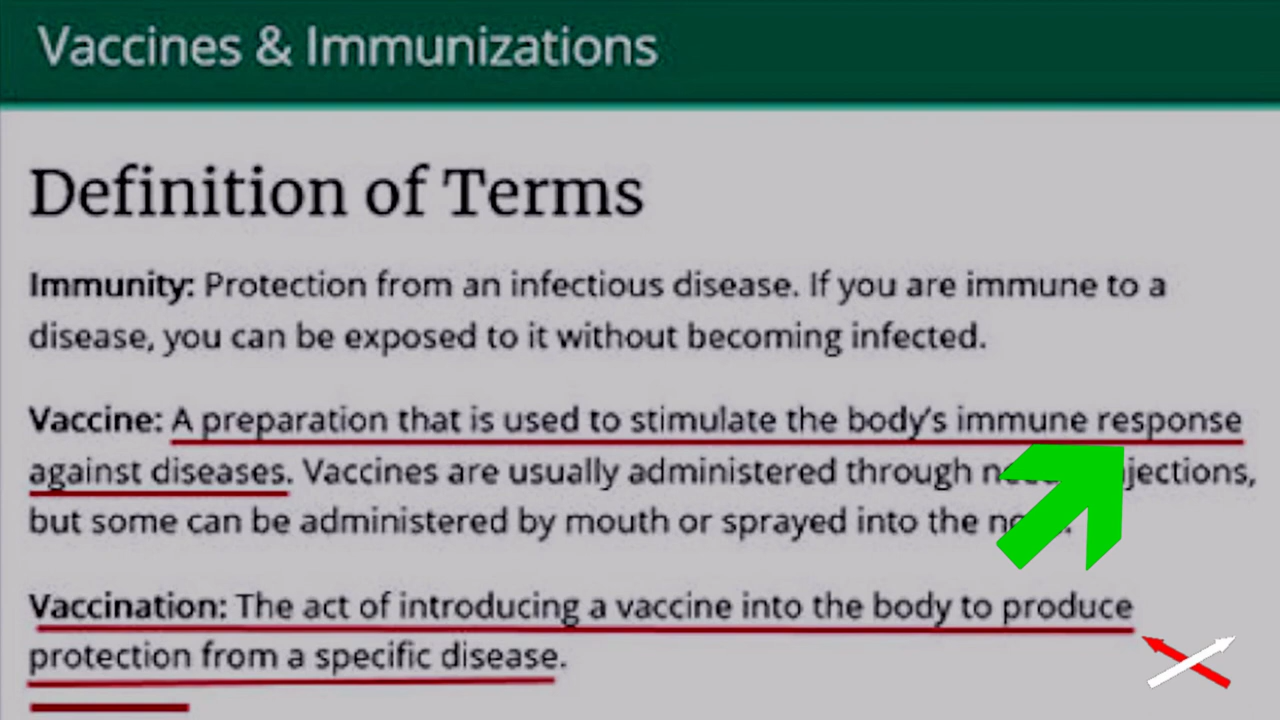 Vaccines & Immunizations
Definition of Terms
Immunity: Protection from an infectious disease. If you are immune to a
disease, you can be exposed to it without becoming infected.
Vaccine: A preparation that is used to stimulate the body's immune response
against diseases. Vaccines are usually administered through
but some can be administered by mouth or sprayed into the
Vaccination: The act of introducing a vaccine into the body to produce
protection from a specific disease.